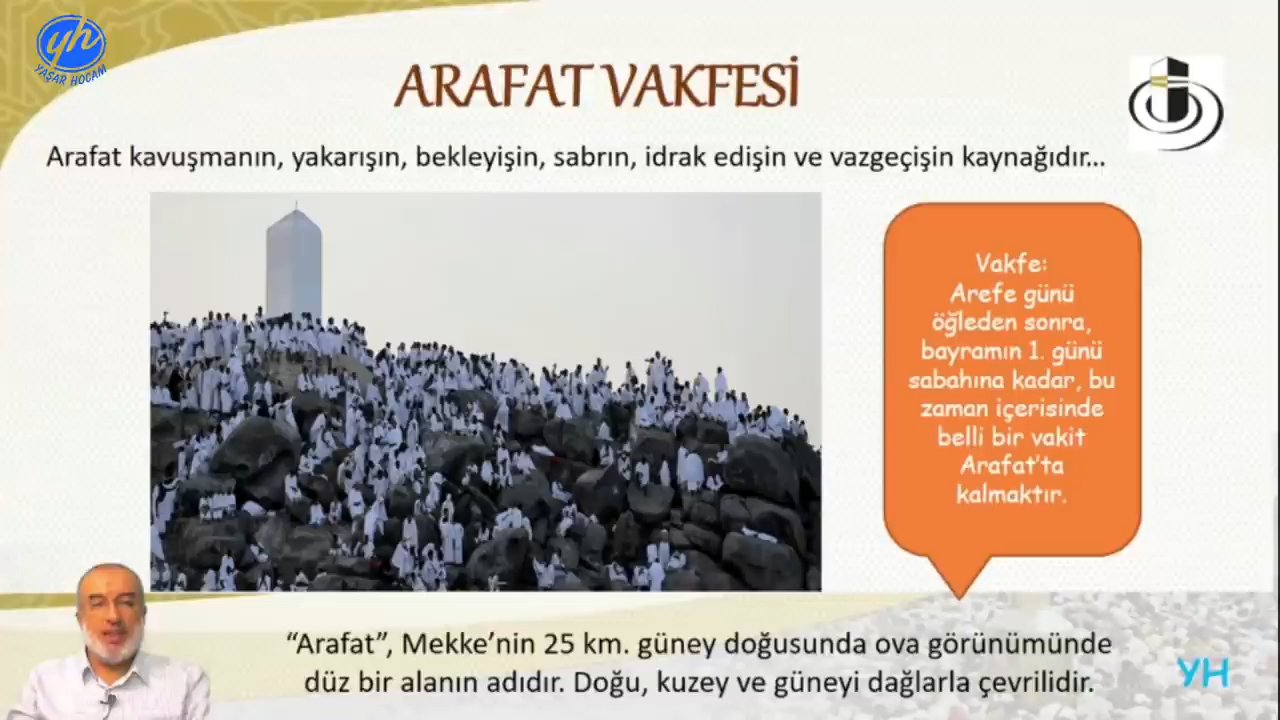 yh
YAŞAR HOCAM
ARAFAT VAKFESİ
Arafat kavuşmanın, yakarışın, bekleyişin, sabrın, idrak edişin ve vazgeçişin kaynağıdır...
Vakfe:
Arefe günü
öğleden sonra,
bayramın 1. günü
sabahına kadar, bu
zaman içerisinde
belli bir vakit
Arafat'ta
kalmaktır.
“Arafat”, Mekke’nin 25 km. güney doğusunda ova görünümünde
düz bir alanın adıdır. Doğu, kuzey ve güneyi dağlarla çevrilidir.
YH